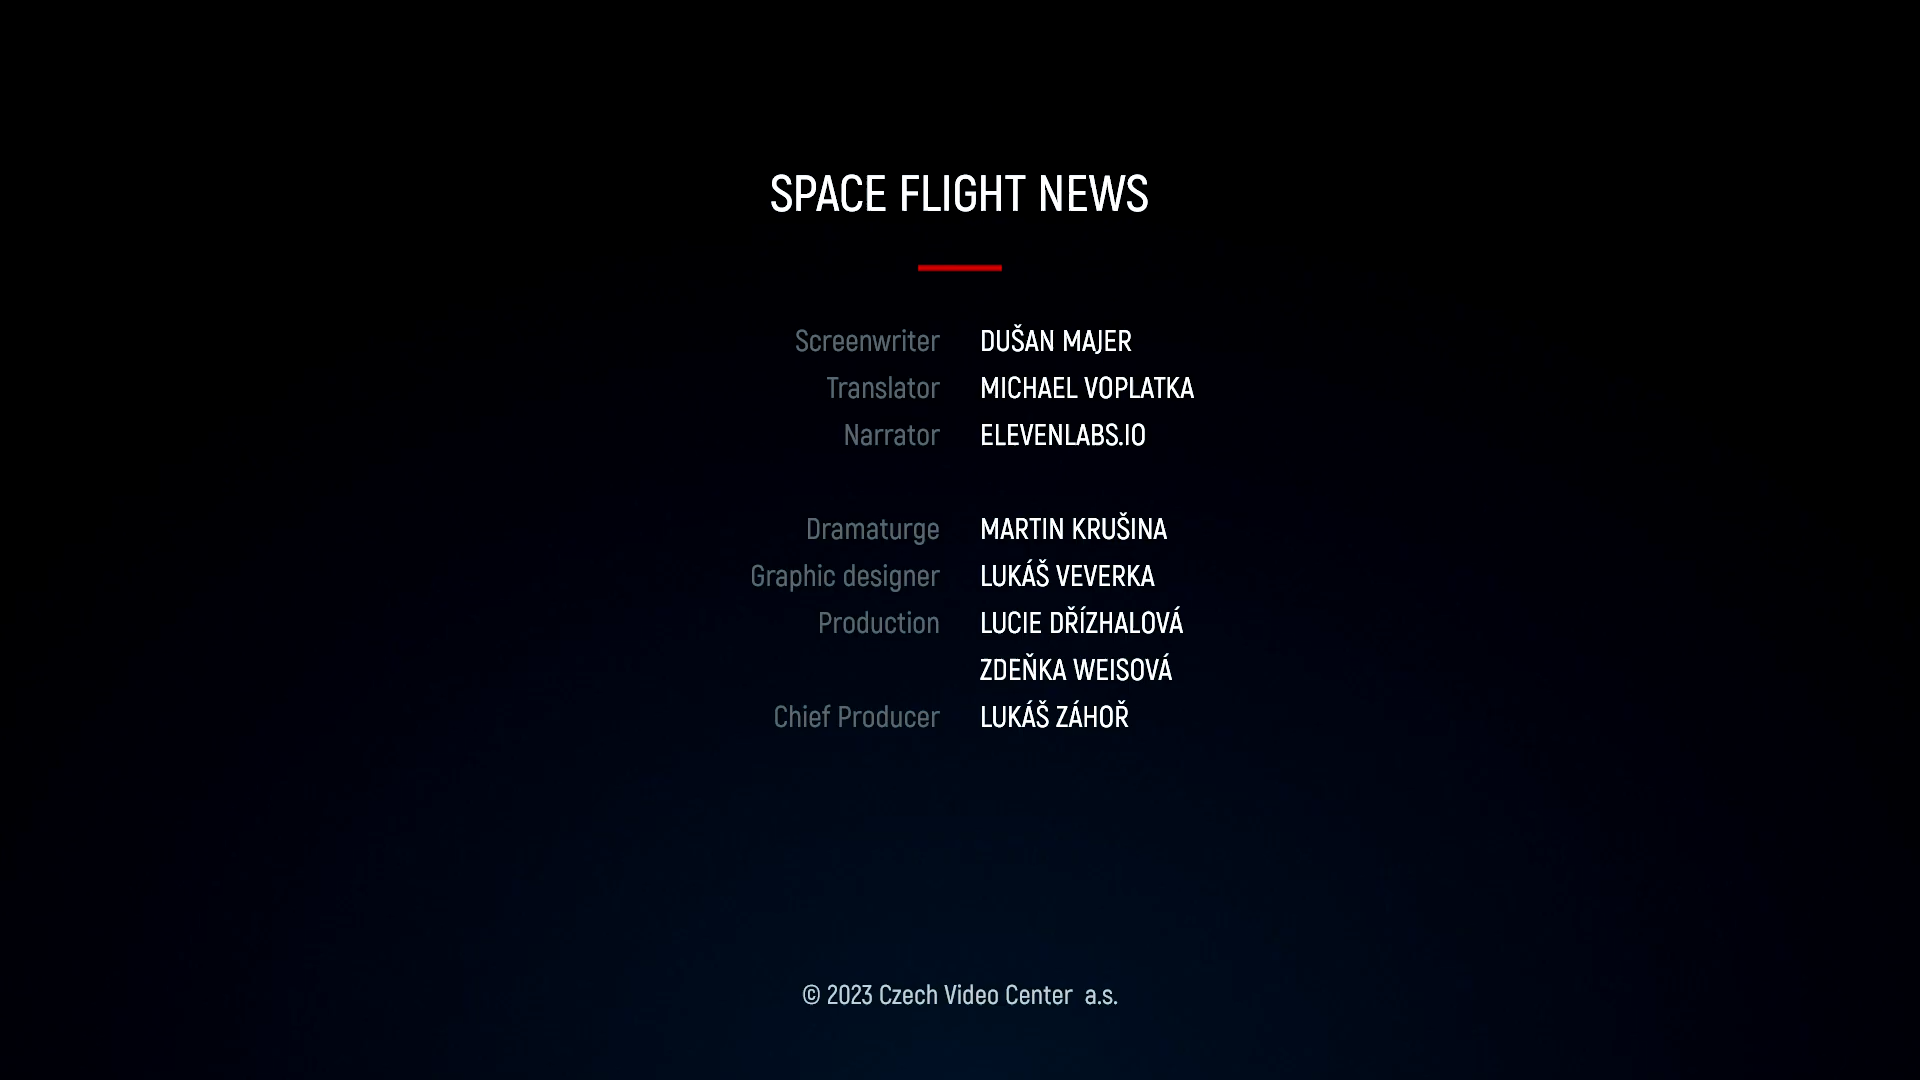 SPACE FLIGHT NEWS
Screenwriter DUŠAN MAJER
Translator MICHAEL VOPLATKA
Narrator ELEVENLABS.IO
Dramaturge MARTIN KRUŠINA
Graphic designer LUKÁŠ VEVERKA
Production LUCIE DŘÍZHALOVÁ
ZDEŇKA WEISOVÁ
Chief Producer LUKÁŠ ZÁHOŘ
© 2023 Czech Video Center a.s.